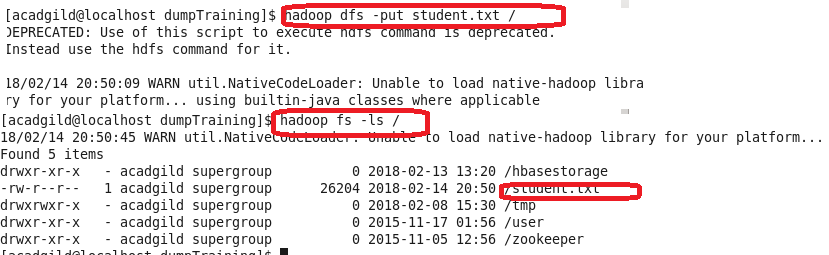 [acadgild@localhost dumpTraining]$ hadoop dfs -put student.txt /
DEPRECATED: Use of this script to execute hdfs command is deprecated.
Instead use the hdfs command for it.
18/02/14 20:50:09 WARN util.NativeCodeLoader: Unable to load native-hadoop libra
ry for your platform... using builtin-java classes where applicable
[acadgild@localhost dumpTraining]$ hadoop fs -ls /
18/02/14 20:50:45 WARN util.NativeCodeLoader: Unable to load native-hadoop library for your platform...
Found 5 items
drwxr-xr-x   - acadgild supergroup          0 2018-02-13 13:20 /hbasestorage
-rw-r--r--   1 acadgild supergroup      26204 2018-02-14 20:50 /student.txt
drwxrwxr-x   - acadgild supergroup          0 2018-02-08 15:30 /tmp
drwxr-xr-x   - acadgild supergroup          0 2015-11-17 01:56 /user
drwxr-xr-x   - acadgild supergroup          0 2015-11-05 12:56 /zookeeper
[acadgild@localhost dumpTraining]$